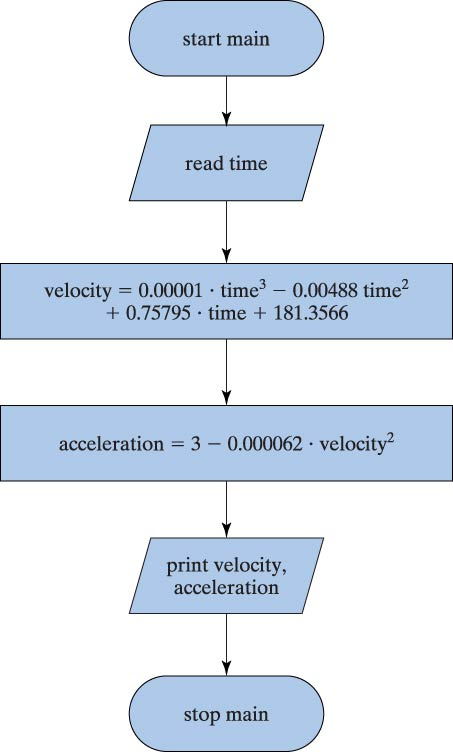 start main
read time
velocity = 0.00001 · time³ − 0.00488 time²
+ 0.75795 · time + 181.3566
acceleration = 3 − 0.000062 · velocity²
print velocity,
acceleration
stop main